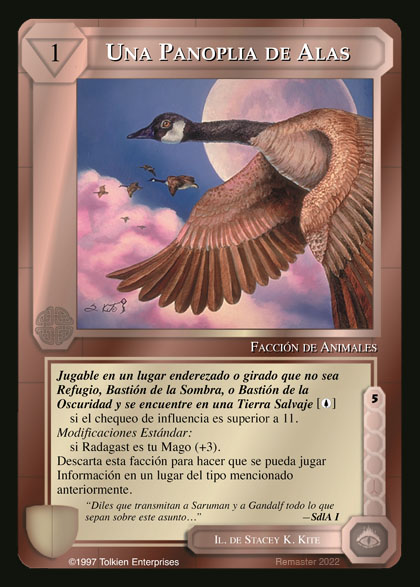 1
Una Panoplia de Alas
S. Kite
Facción de Animales
Jugable en un lugar enderezado o girado que no sea
Refugio, Bastión de la Sombra, o Bastión de la
Oscuridad y se encuentre en una Tierra Salvaje []
si el chequeo de influencia es superior a 11.
Modificaciones Estándar:
si Radagast es tu Mago (+3).
Descarta esta facción para hacer que se pueda jugar
Información en un lugar del tipo mencionado
anteriormente.
“Diles que transmitan a Saruman y a Gandalf todo lo
que sepan sobre este asunto…” —SdlA I
5
Il. de Stacey K. Kite
©1997 Tolkien Enterprises
Remaster 2022